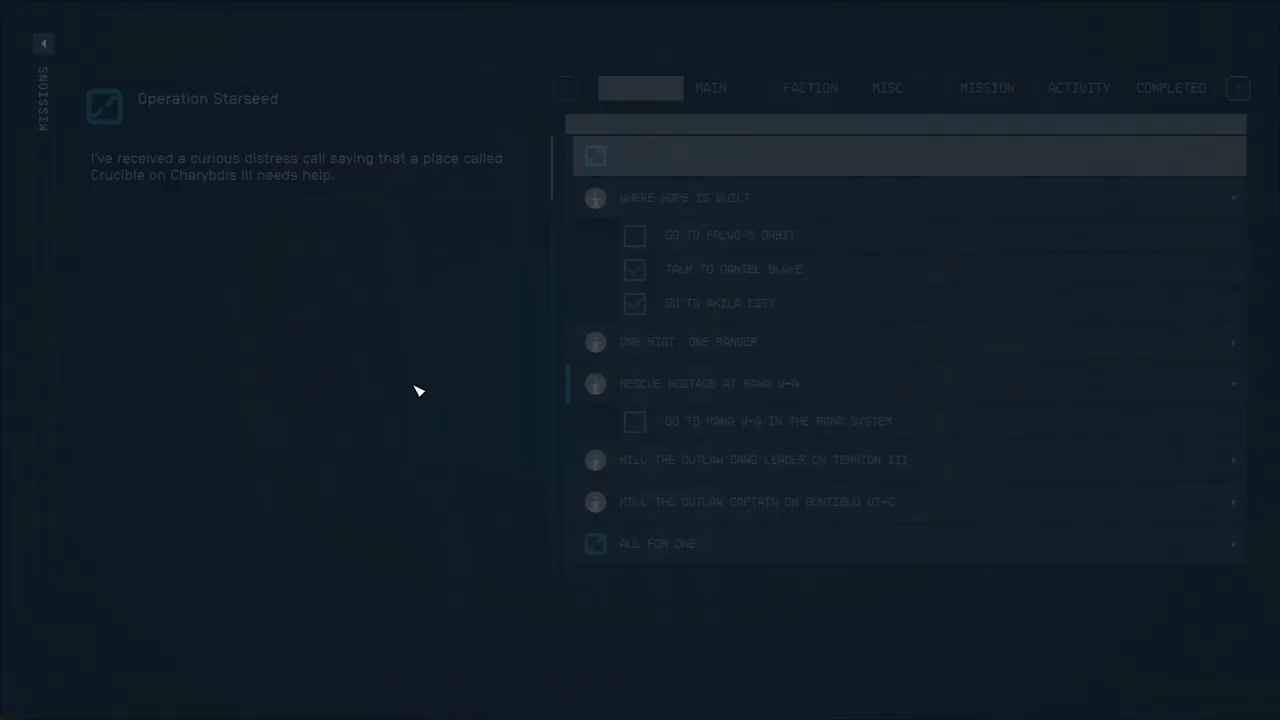 MISSIONS
Operation Starseed
I've received a curious distress call saying that a place called
Crucible on Charybdis III needs help.
MAIN FACTION MISC MISSION ACTIVITY COMPLETED
WHERE HOPE IS BUILT
GO TO POLVO'S ORBIT
TALK TO DANIEL BLAKE
GO TO AKILA CITY
ONE RIOT, ONE RANGER
RESCUE HOSTAGE AT RANA V-A
GO TO RANA V-A IN THE RANA SYSTEM
KILL THE OUTLAW GANG LEADER ON TERNION III
KILL THE OUTLAW CAPTAIN ON GUNIIBUU VI-C
ALL FOR ONE